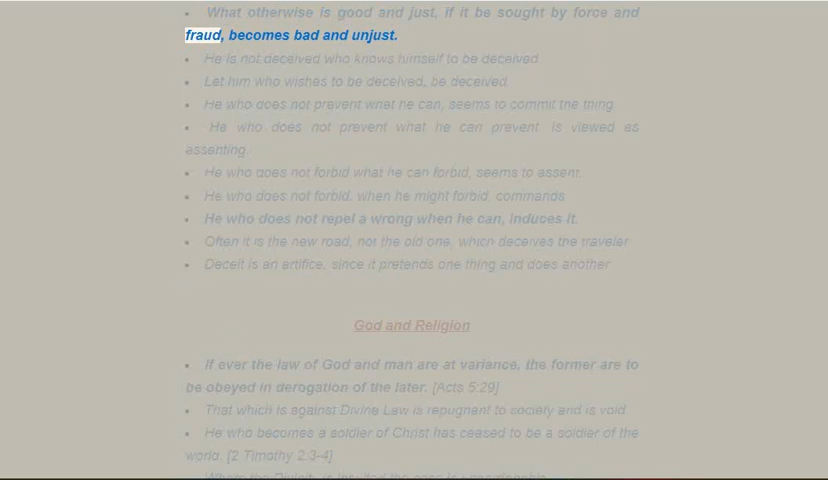 • What otherwise is good and just, if it be sought by force and
fraud, becomes bad and unjust.
• He is not deceived who knows himself to be deceived
• Let him who wishes to be deceived, be deceived
• He who does not prevent what he can, seems to commit the thing
• He who does not prevent what he can prevent, is viewed as
assenting.
• He who does not forbid what he can forbid, seems to assent.
• He who does not forbid, when he might forbid, commands
• He who does not repel a wrong when he can, induces it.
• Often it is the new road, not the old one, which deceives the traveler
• Deceit is an artifice, since it pretends one thing and does another
God and Religion
• If ever the law of God and man are at variance, the former are to
be obeyed in derogation of the later. [Acts 5:29]
• That which is against Divine Law is repugnant to society and is void.
• He who becomes a soldier of Christ has ceased to be a soldier of the
world. [2 Timothy 2:3-4]